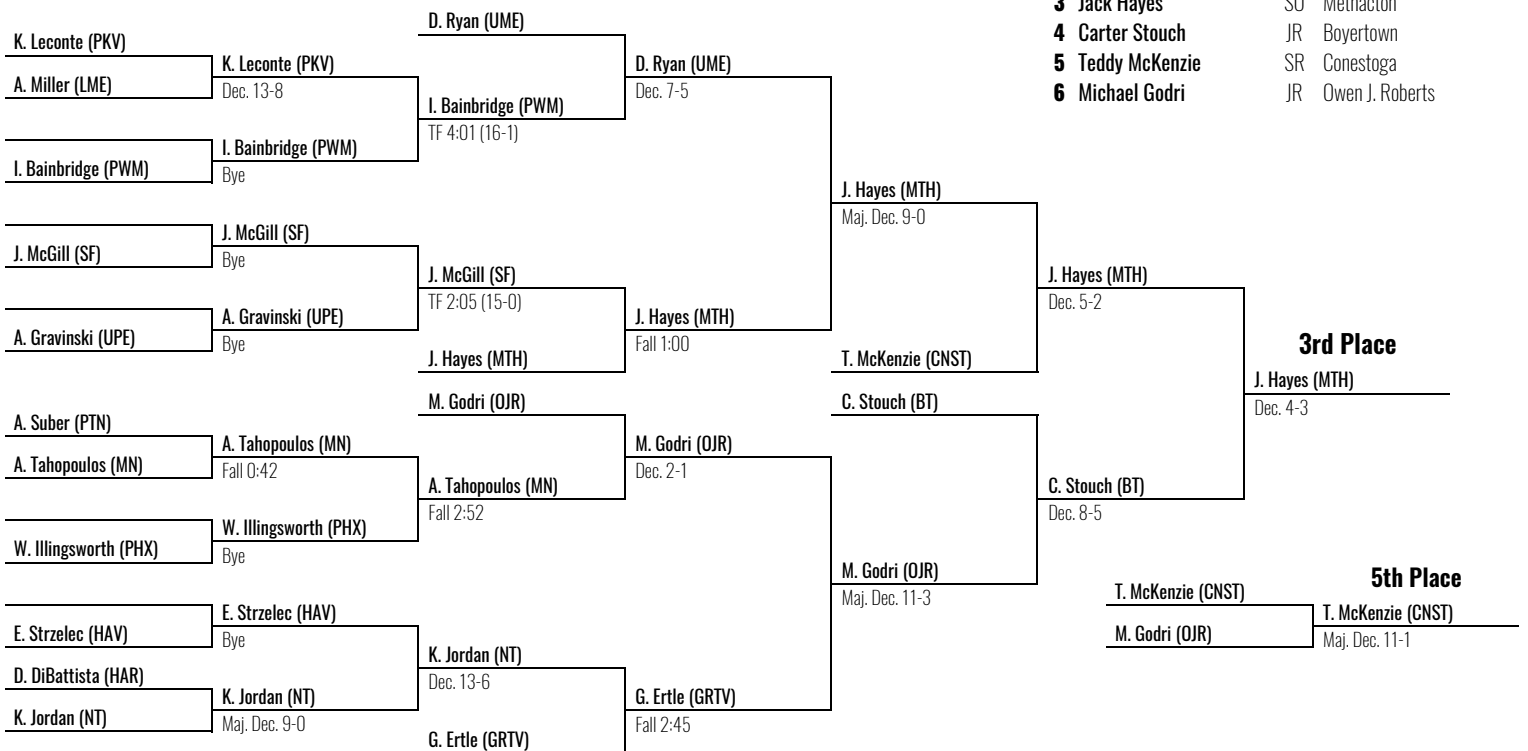 3 Jack Hayes SO Methacton
4 Carter Stouch JR Boyertown
5 Teddy McKenzie SR Conestoga
6 Michael Godri JR Owen J. Roberts
K. Leconte (PKV)
A. Miller (LME)
I. Bainbridge (PWM)
J. McGill (SF)
A. Gravinski (UPE)
A. Suber (PTN)
A. Tahopoulos (MN)
W. Illingsworth (PHX)
E. Strzelec (HAV)
D. DiBattista (HAR)
K. Jordan (NT)
K. Leconte (PKV)
Dec. 13-8
I. Bainbridge (PWM)
Bye
J. McGill (SF)
Bye
A. Gravinski (UPE)
Bye
A. Tahopoulos (MN)
Fall 0:42
W. Illingsworth (PHX)
Bye
E. Strzelec (HAV)
Bye
K. Jordan (NT)
Maj. Dec. 9-0
D. Ryan (UME)
I. Bainbridge (PWM)
TF 4:01 (16-1)
J. McGill (SF)
TF 2:05 (15-0)
J. Hayes (MTH)
M. Godri (OJR)
A. Tahopoulos (MN)
Fall 2:52
K. Jordan (NT)
Dec. 13-6
G. Ertle (GRTV)
D. Ryan (UME)
Dec. 7-5
J. Hayes (MTH)
Fall 1:00
M. Godri (OJR)
Dec. 2-1
G. Ertle (GRTV)
Fall 2:45
J. Hayes (MTH)
Maj. Dec. 9-0
T. McKenzie (CNST)
C. Stouch (BT)
M. Godri (OJR)
Maj. Dec. 11-3
J. Hayes (MTH)
Dec. 5-2
C. Stouch (BT)
Dec. 8-5
3rd Place
J. Hayes (MTH)
Dec. 4-3
5th Place
T. McKenzie (CNST)
M. Godri (OJR)
T. McKenzie (CNST)
Maj. Dec. 11-1